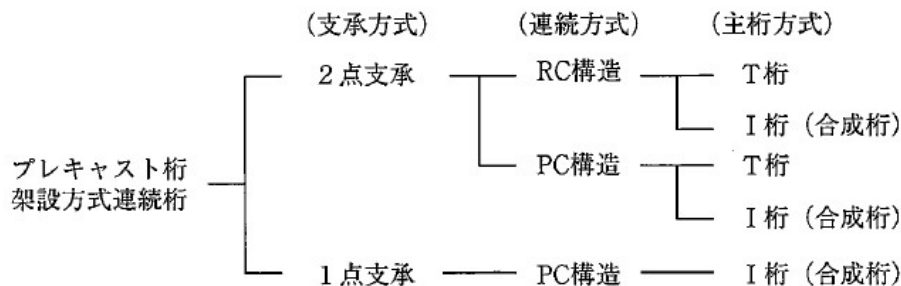 (支承方式) (連続方式) (主桁方式)
2点支承 RC構造 T桁
I桁 (合成桁)
プレキャスト桁
架設方式連続桁
PC構造 T桁
I桁 (合成桁)
1点支承 PC構造 I桁 (合成桁)